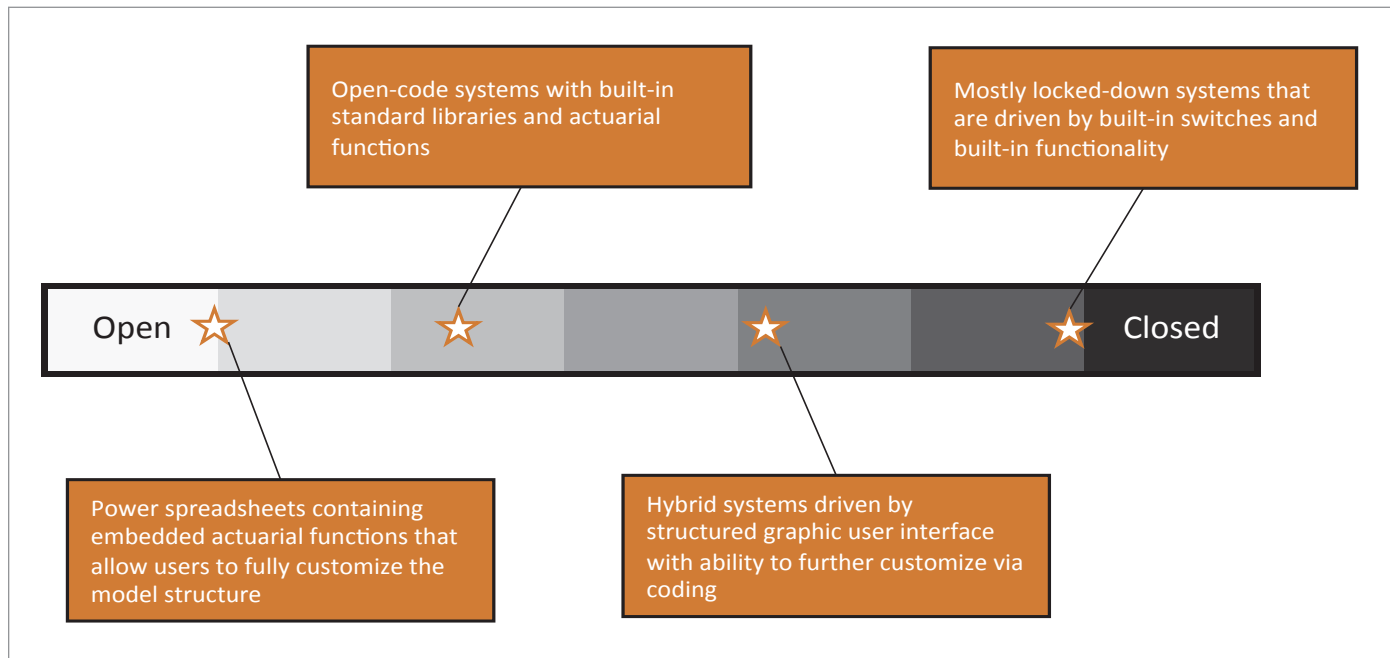 Open-code systems with built-in
standard libraries and actuarial
functions
Mostly locked-down systems that
are driven by built-in switches and
built-in functionality
Open
Closed
Power spreadsheets containing
embedded actuarial functions that
allow users to fully customize the
model structure
Hybrid systems driven by
structured graphic user interface
with ability to further customize via
coding